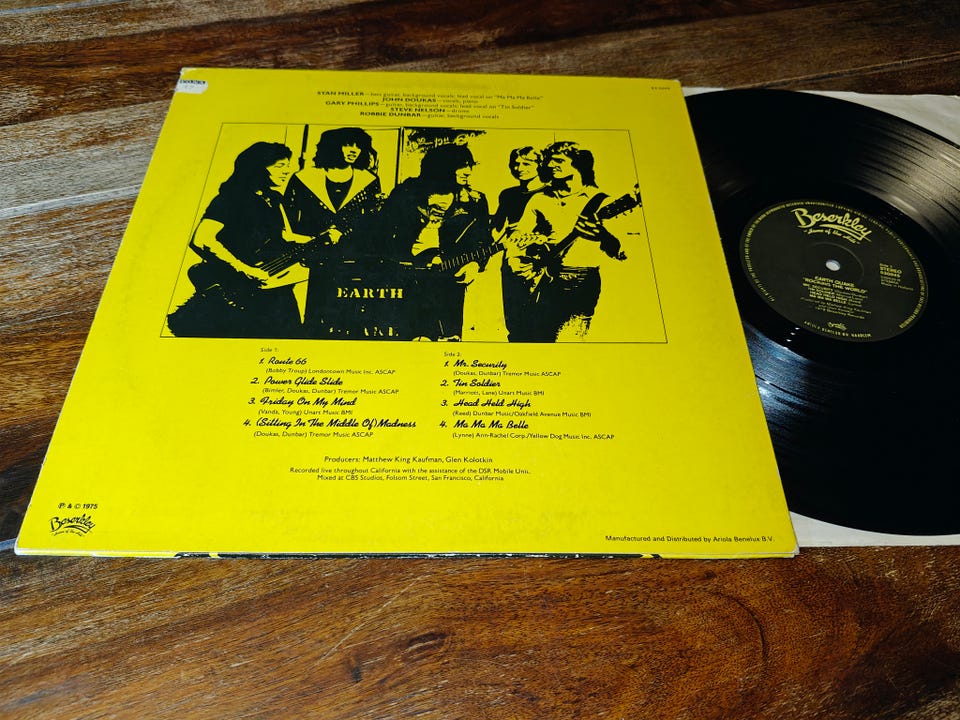 STAN MILLER—bass guitar, background vocals; lead vocal on "Ma Ma Ma Belle"
JOHN DOUKAS—vocals, piano
GARY PHILLIPS—guitar, background vocals; lead vocal on "Tin Soldier"
STEVE NELSON—drums
ROBBIE DUNBAR—guitar, background vocals
EARTH
QUAKE
Side 1:
1. Route 66
(Bobby Troup) Londontown Music Inc. ASCAP
2. Power Glide Slide
(Bimler, Doukas, Dunbar) Tremor Music ASCAP
3. Friday On My Mind
(Vanda, Young) Unart Music BMI
4. (Sitting In The Middle Of) Madness
(Doukas, Dunbar) Tremor Music ASCAP
Side 2:
1. Mr. Security
(Doukas, Dunbar) Tremor Music ASCAP
2. Tin Soldier
(Marriott, Lane) Unart Music BMI
3. Head Held High
(Reed) Dunbar Music/Oakfield Avenue Music BMI
4. Ma Ma Ma Belle
(Lynne) Ann-Rachel Corp./Yellow Dog Music Inc. ASCAP
Producers: Matthew King Kaufman, Glen Kolotkin
Recorded live throughout California with the assistance of the DSR Mobile Unit.
Mixed at CBS Studios, Folsom Street, San Francisco, California
℗ & © 1975
Beserkley
Manufactured and Distributed by Ariola Benelux B.V.
Beserkley
STEREO
EARTH QUAKE
"ROCKING THE WORLD"
ARIOLA BENELUX BV. HAARLEM